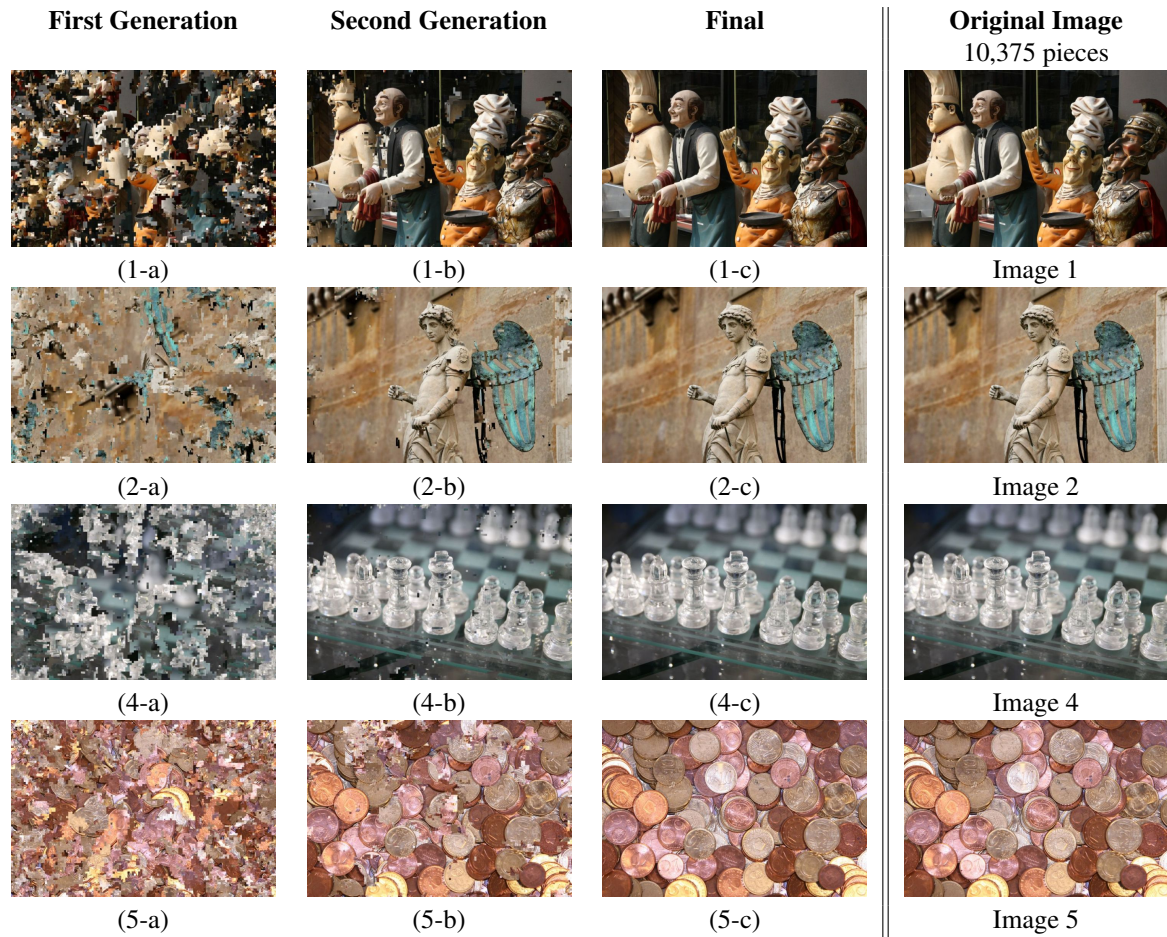 First Generation Second Generation Final Original Image
10,375 pieces
(1-a) (1-b) (1-c) Image 1
(2-a) (2-b) (2-c) Image 2
(4-a) (4-b) (4-c) Image 4
(5-a) (5-b) (5-c) Image 5